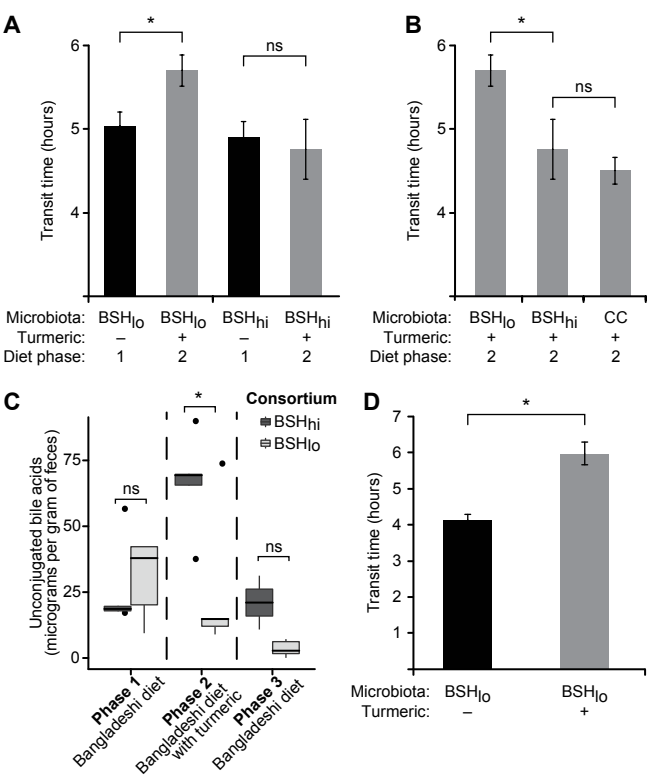 A
*
ns
6
5
4
Transit time (hours)
Microbiota: BSHlo BSHlo BSHhi BSHhi
Turmeric: – + – +
Diet phase: 1 2 1 2
B
*
ns
6
5
4
Transit time (hours)
Microbiota: BSHlo BSHhi CC
Turmeric: + + +
Diet phase: 2 2 2
C
Consortium
BSHhi
BSHlo
ns
*
ns
75
50
25
0
Unconjugated bile acids
(micrograms per gram of feces)
Phase 1
Bangladeshi diet
Phase 2
Bangladeshi diet
with turmeric
Phase 3
Bangladeshi diet
D
*
7
6
5
4
3
2
1
Transit time (hours)
Microbiota: BSHlo BSHlo
Turmeric: – +